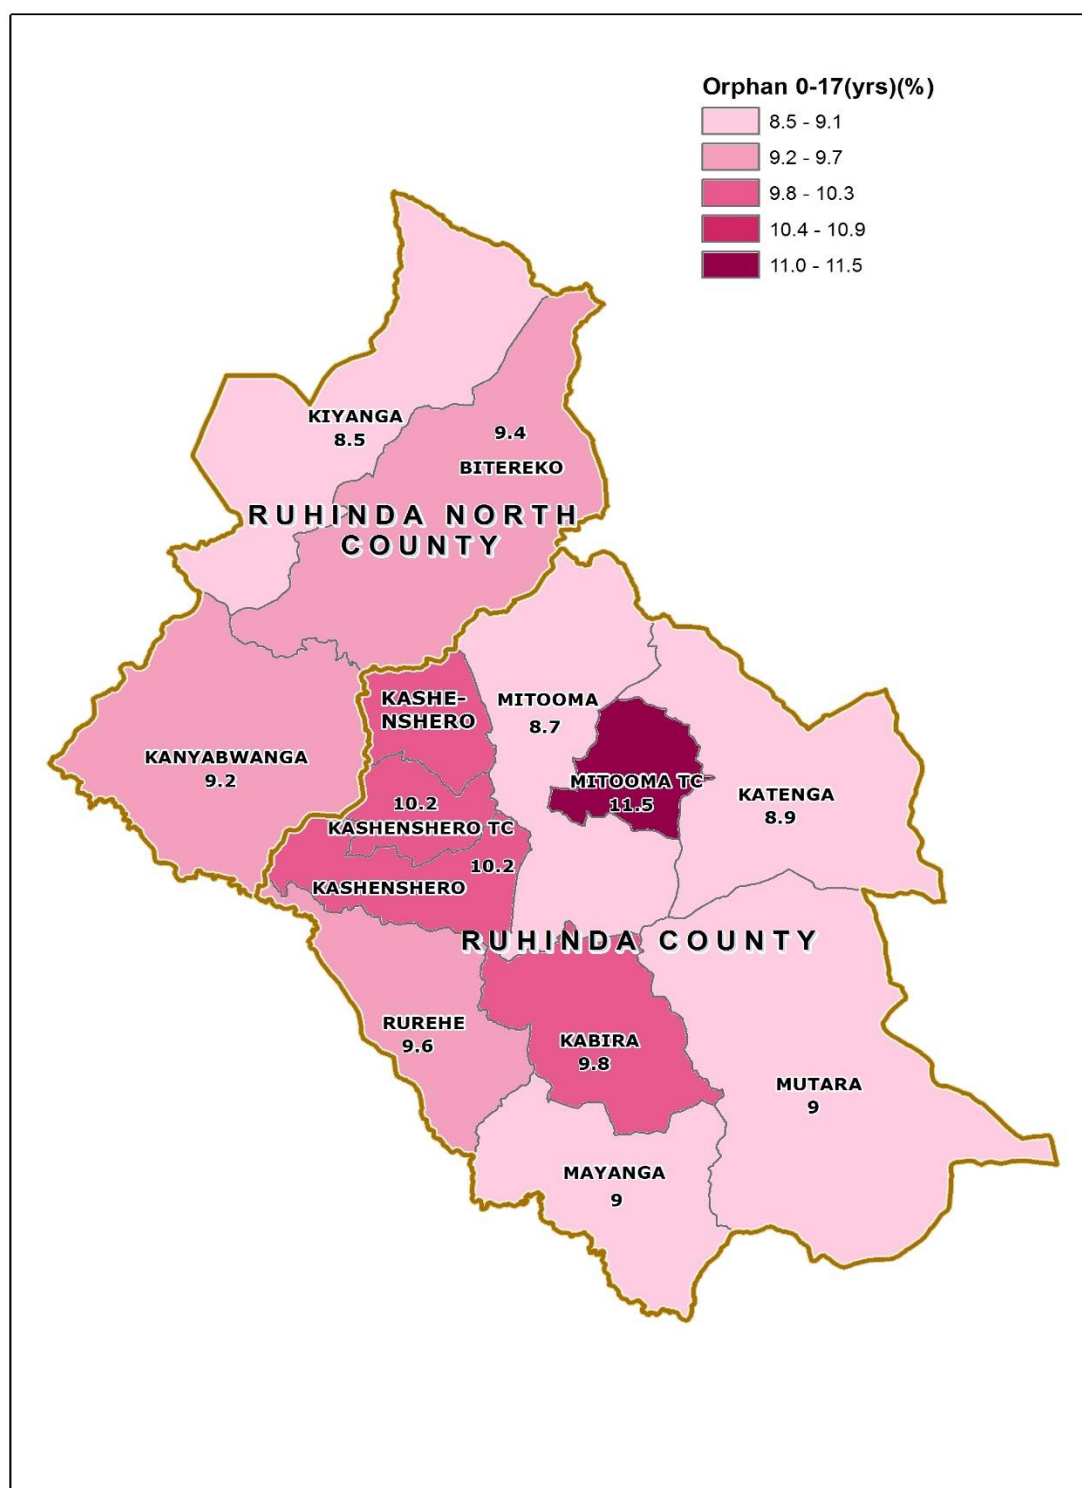 Orphan 0-17(yrs)(%)
8.5 - 9.1
9.2 - 9.7
9.8 - 10.3
10.4 - 10.9
11.0 - 11.5
KIYANGA
8.5
9.4
BITEREKO
RUHINDA NORTH
COUNTY
KASHE-
NSHERO
MITOOMA
8.7
KANYABWANGA
9.2
MITOOMA TC
11.5
KATENGA
8.9
10.2
KASHENSHERO TC
10.2
KASHENSHERO
RUHINDA COUNTY
RUREHE
9.6
KABIRA
9.8
MUTARA
9
MAYANGA
9